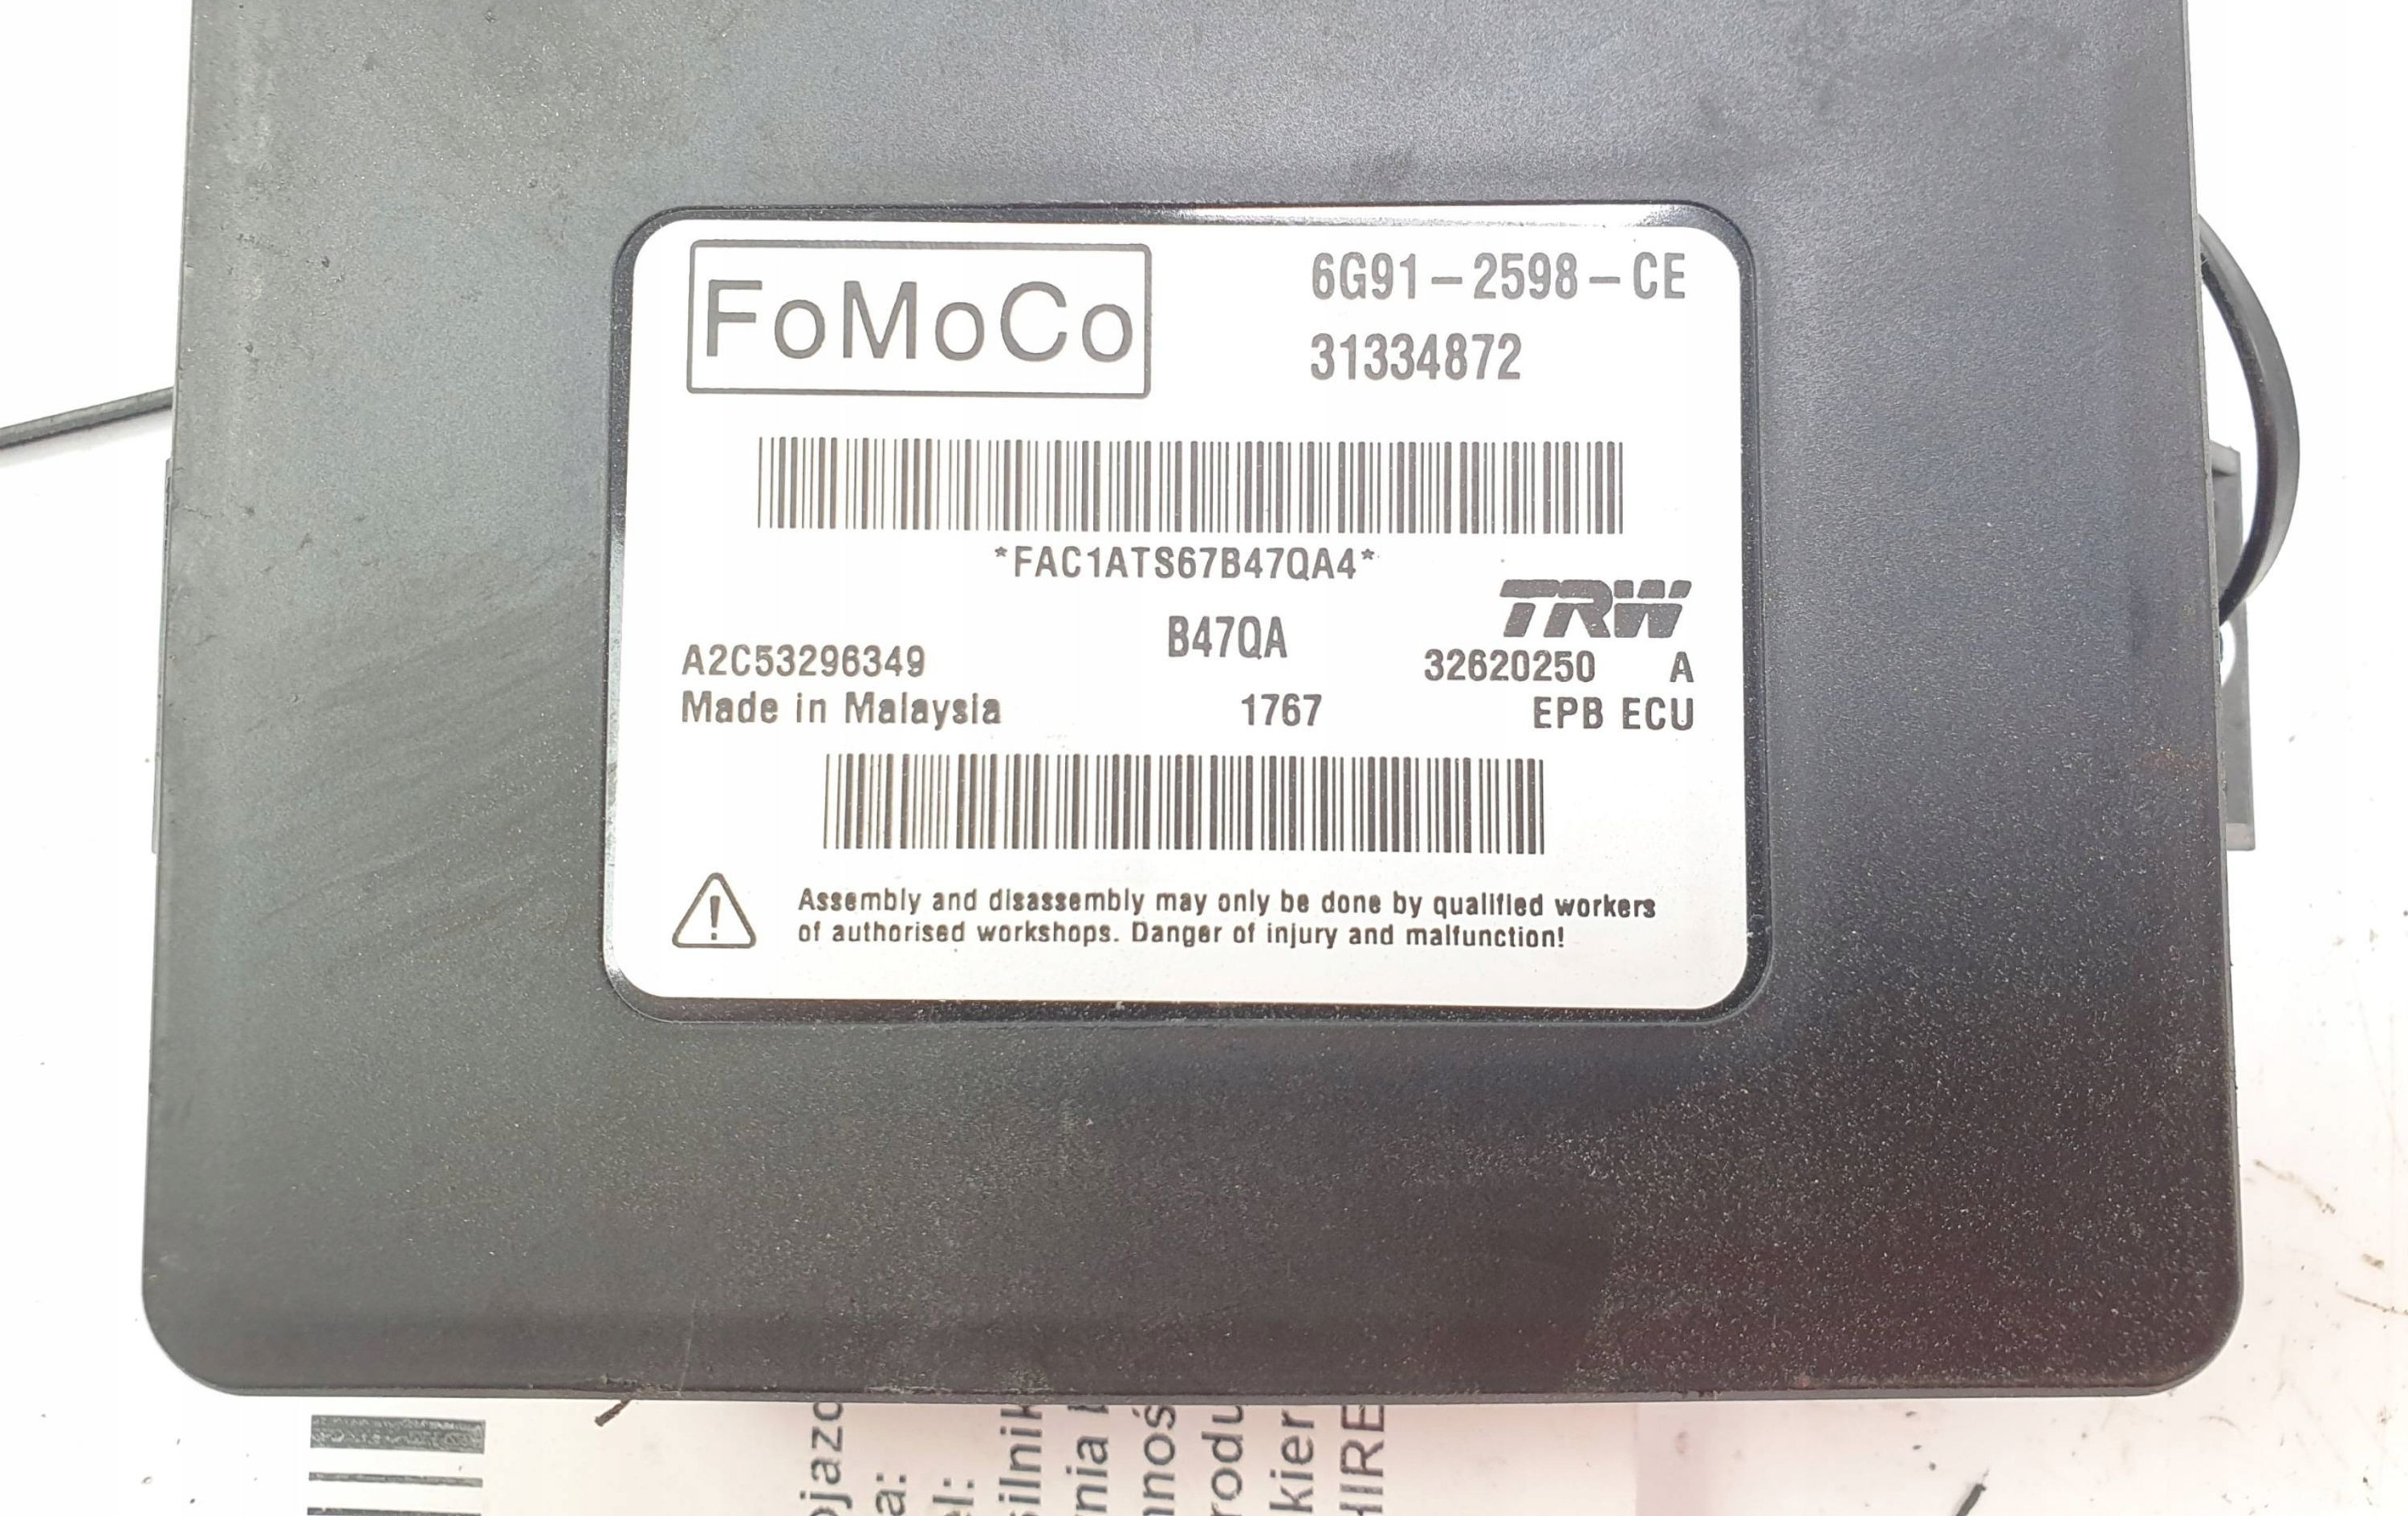 FoMoCo
6G91-2598-CE
31334872
*FAC1ATS67B47QA4*
TRW
B47QA
A2C53296349
32620250 A
Made in Malaysia
1767
EPB ECU
Assembly and disassembly may only be done by qualified workers
of authorised workshops. Danger of injury and malfunction!